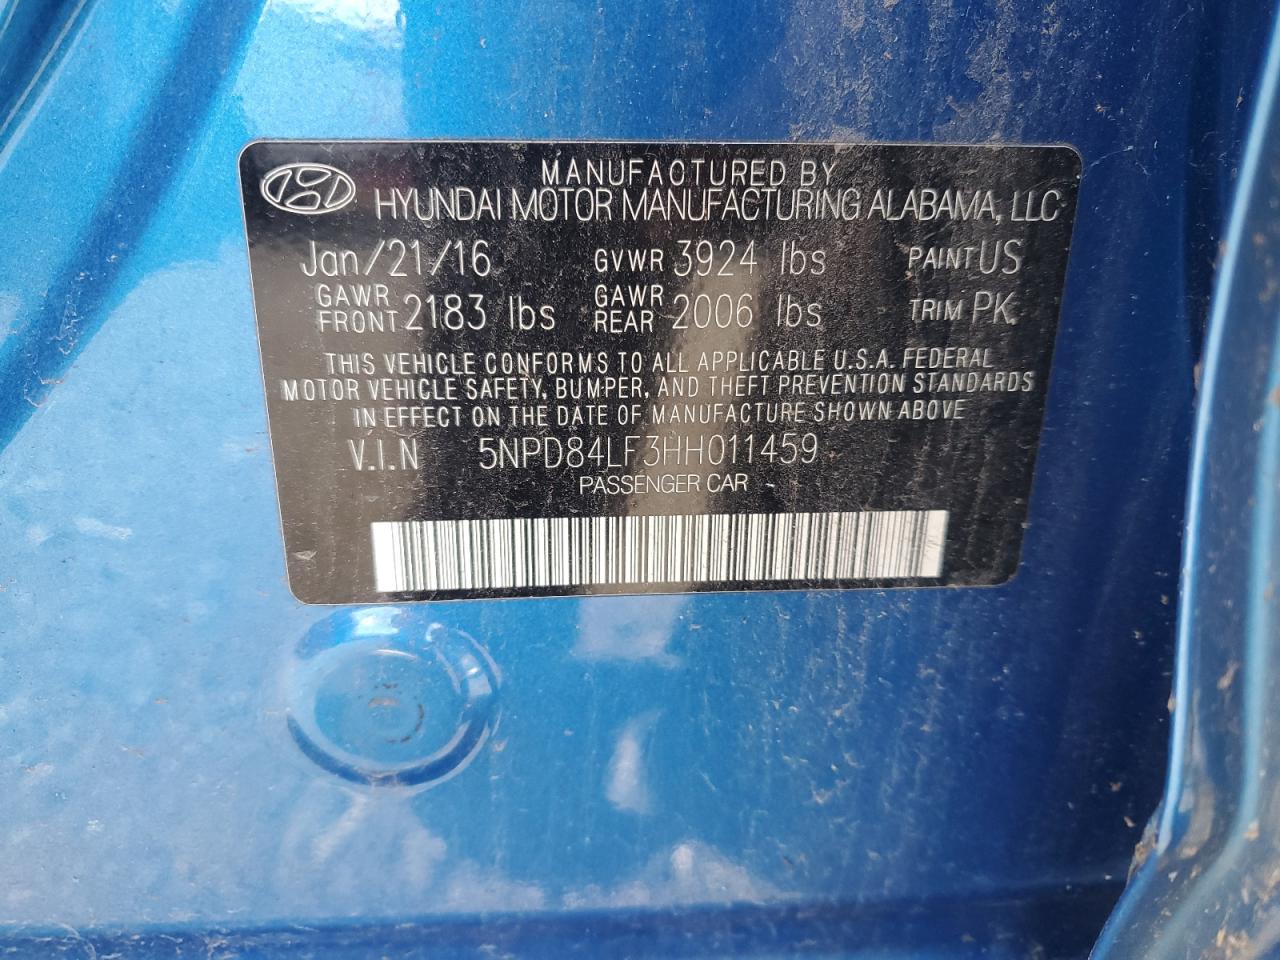 MANUFACTURED BY
HYUNDAI MOTOR MANUFACTURING ALABAMA, LLC
Jan/21/16 GVWR 3924 lbs PAINT US
GAWR FRONT 2183 lbs GAWR REAR 2006 lbs TRIM PK
THIS VEHICLE CONFORMS TO ALL APPLICABLE U.S.A. FEDERAL
MOTOR VEHICLE SAFETY, BUMPER, AND THEFT PREVENTION STANDARDS
IN EFFECT ON THE DATE OF MANUFACTURE SHOWN ABOVE
V.I.N 5NPD84LF3HH011459
PASSENGER CAR